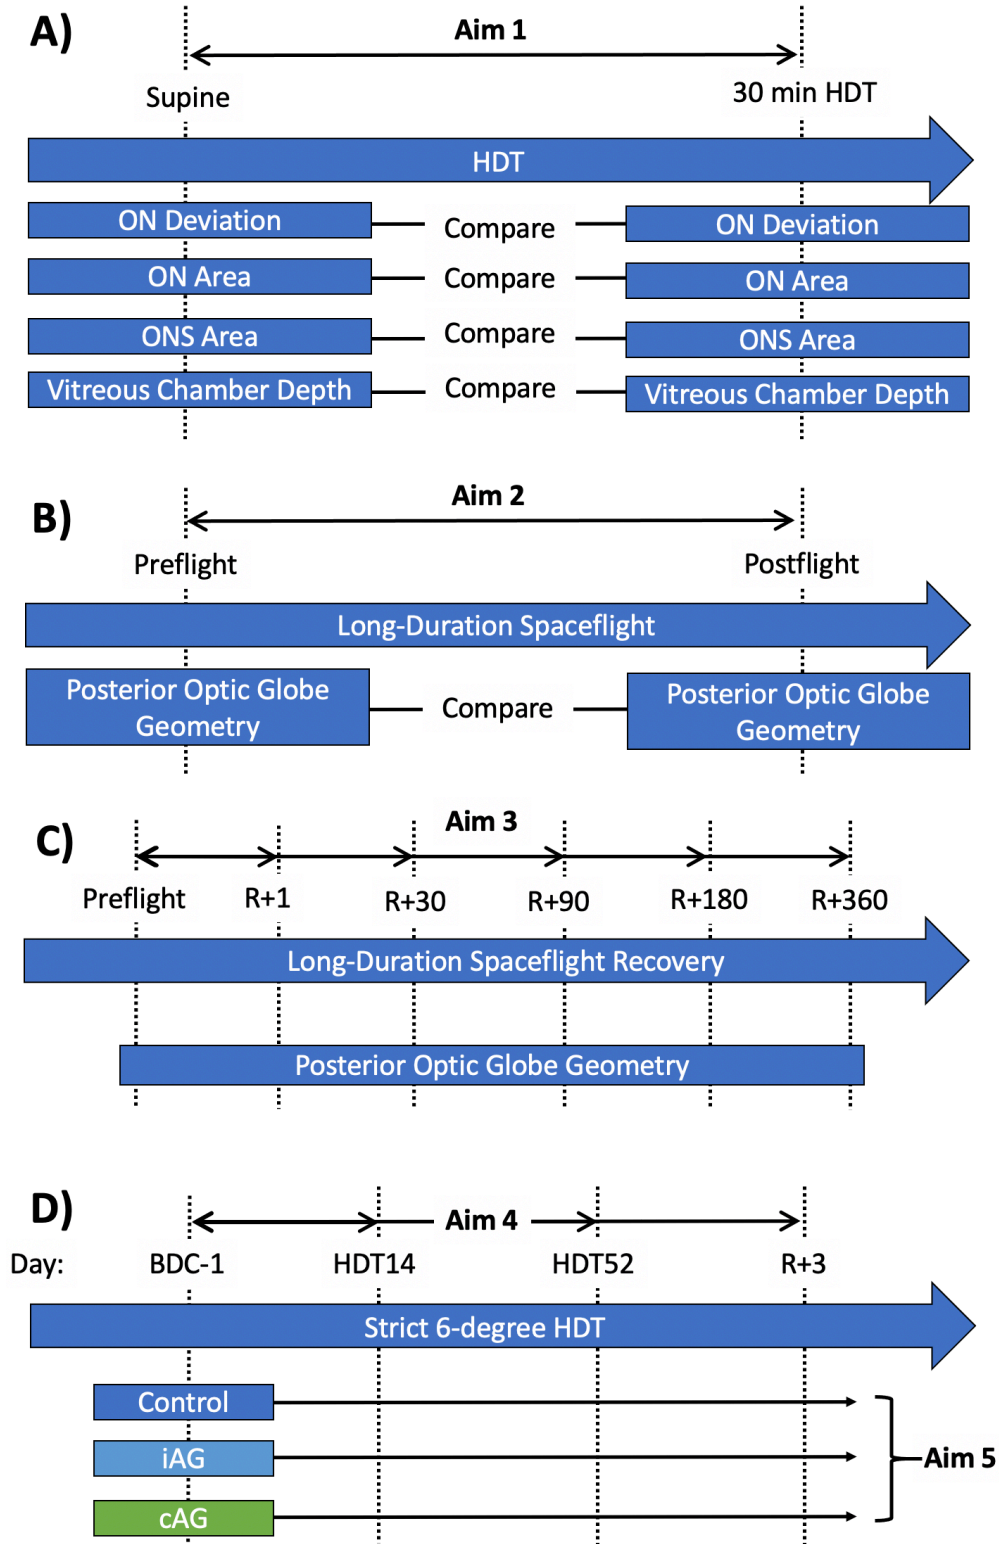 A)
Aim 1
Supine
30 min HDT
HDT
ON Deviation
Compare
ON Deviation
ON Area
Compare
ON Area
ONS Area
Compare
ONS Area
Vitreous Chamber Depth
Compare
Vitreous Chamber Depth
B)
Aim 2
Preflight
Postflight
Long-Duration Spaceflight
Posterior Optic Globe
Geometry
Compare
Posterior Optic Globe
Geometry
C)
Aim 3
Preflight
R+1
R+30
R+90
R+180
R+360
Long-Duration Spaceflight Recovery
Posterior Optic Globe Geometry
D)
Aim 4
Day:
BDC-1
HDT14
HDT52
R+3
Strict 6-degree HDT
Control
iAG
cAG
Aim 5